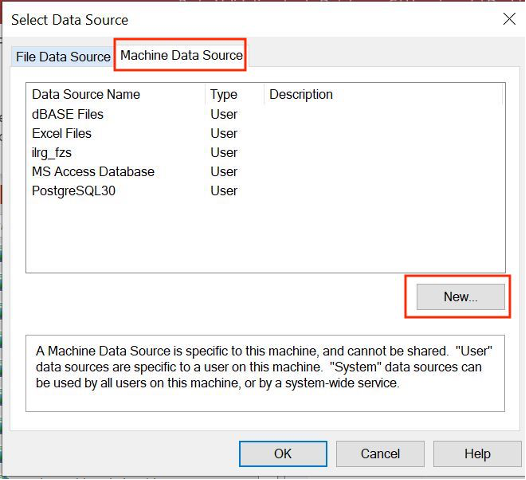 Select Data Source
File Data Source Machine Data Source
Data Source Name Type Description
dBASE Files User
Excel Files User
ilrg_fzs User
MS Access Database User
PostgreSQL30 User
New...
A Machine Data Source is specific to this machine, and cannot be shared. "User"
data sources are specific to a user on this machine. "System" data sources can
be used by all users on this machine, or by a system-wide service.
OK Cancel Help